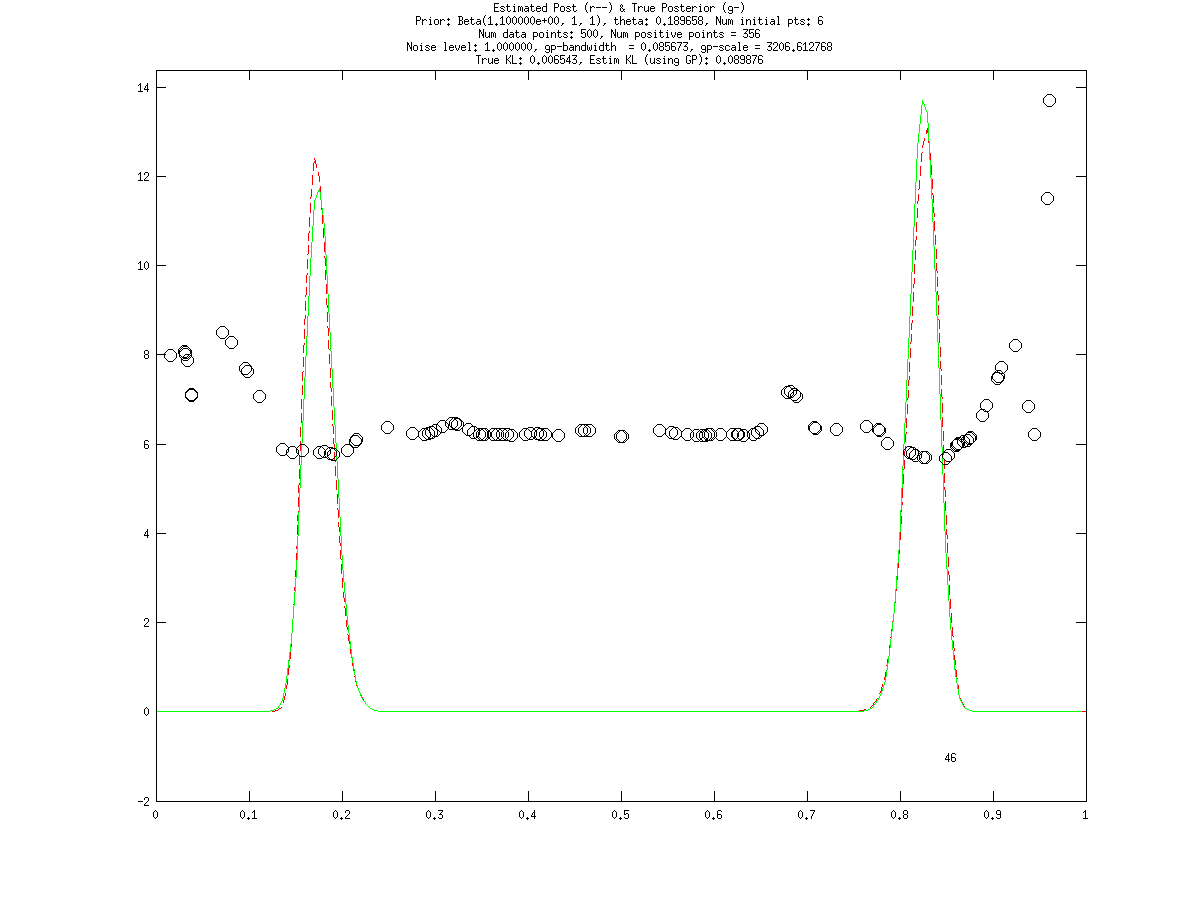 Estimated Post (r--) & True Posterior (g-)
Prior: Beta(1.100000e+00, 1, 1), theta: 0.189658, Num initial pts: 6
Num data points: 500, Num positive points = 356
Noise level: 1.000000, gp-bandwidth  = 0.085673, gp-scale = 3206.612768
True KL: 0.006543, Estim KL (using GP): 0.089876
14
12
10
8
6
4
2
0
46
-2
0 0.1 0.2 0.3 0.4 0.5 0.6 0.7 0.8 0.9 1